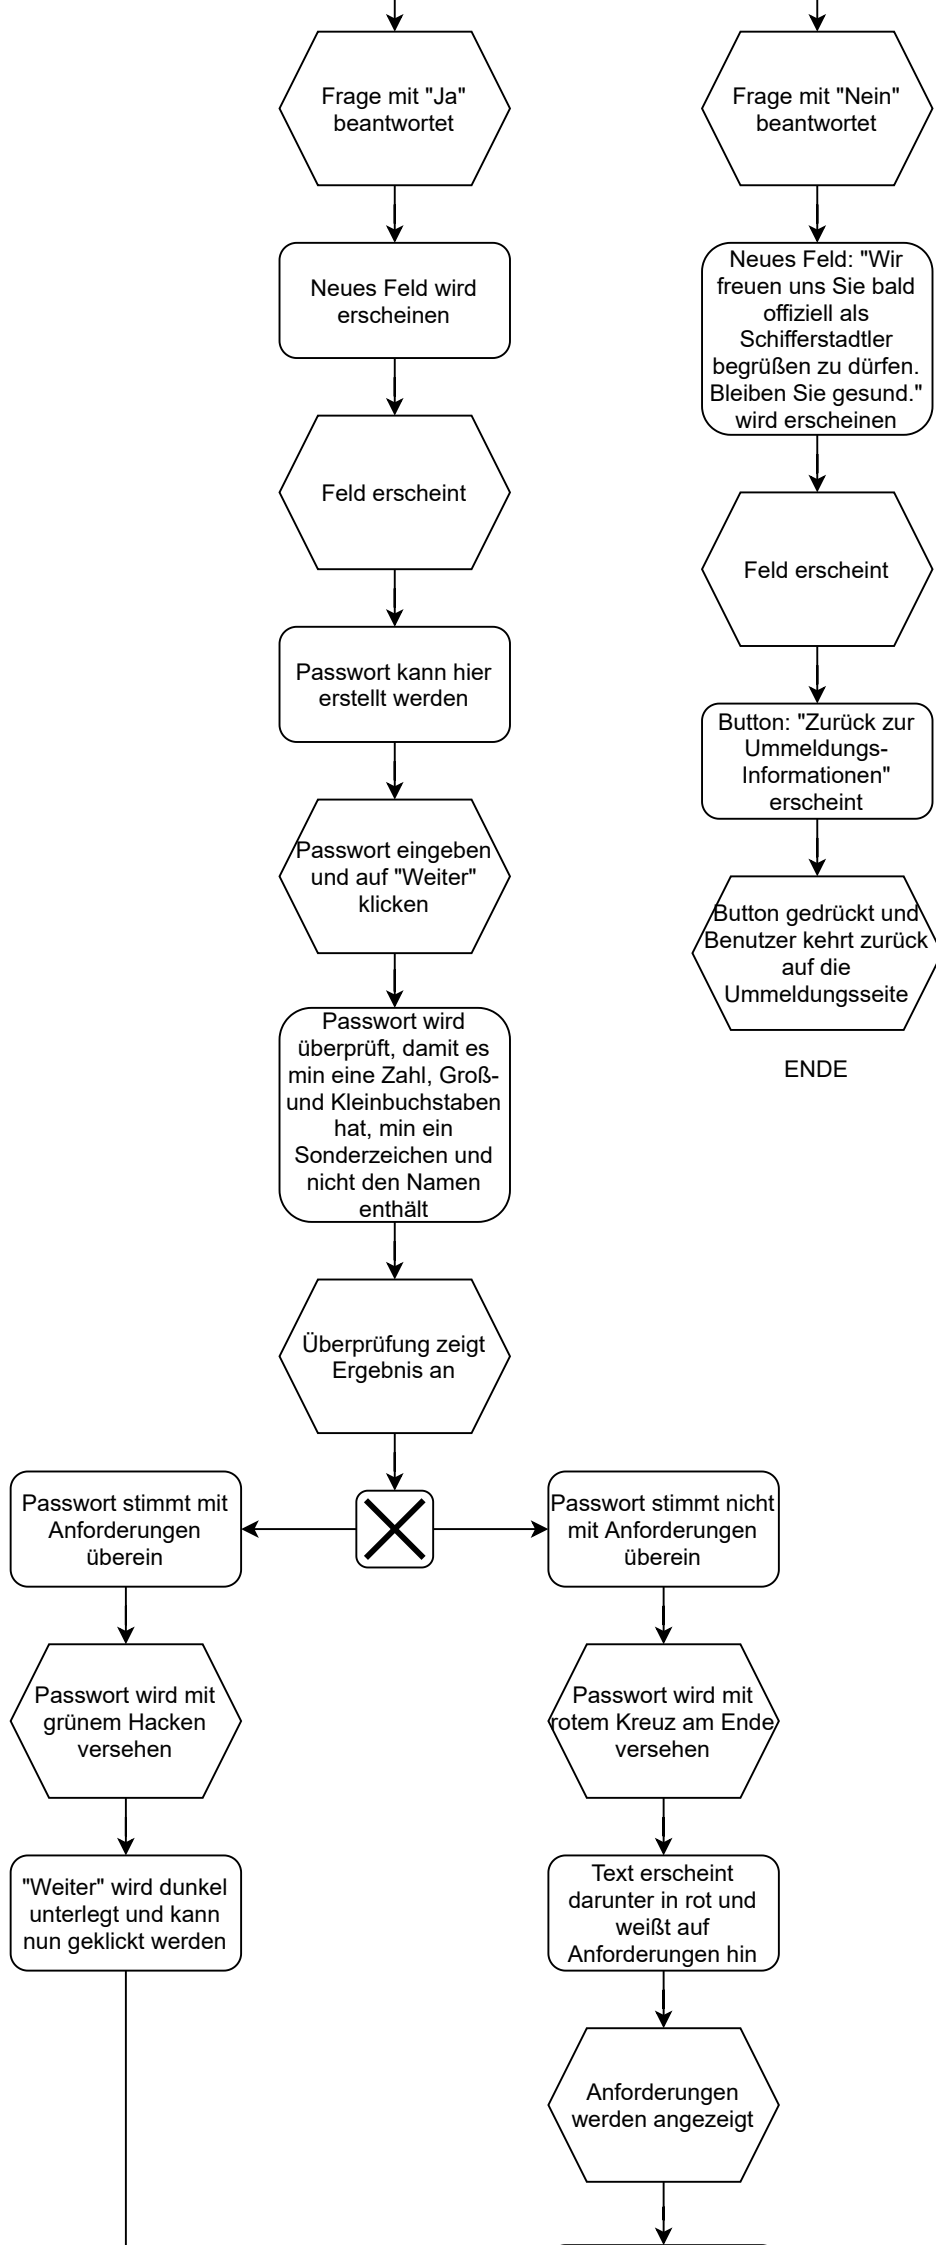 Frage mit "Ja"
beantwortet
Neues Feld wird
erscheinen
Feld erscheint
Passwort kann hier
erstellt werden
Passwort eingeben
und auf "Weiter"
klicken
Passwort wird
überprüft, damit es
min eine Zahl, Groß-
und Kleinbuchstaben
hat, min ein
Sonderzeichen und
nicht den Namen
enthält
Überprüfung zeigt
Ergebnis an
Passwort stimmt mit
Anforderungen
überein
Passwort wird mit
grünem Hacken
versehen
"Weiter" wird dunkel
unterlegt und kann
nun geklickt werden
Passwort stimmt nicht
mit Anforderungen
überein
Passwort wird mit
rotem Kreuz am Ende
versehen
Text erscheint
darunter in rot und
weißt auf
Anforderungen hin
Anforderungen
werden angezeigt
Frage mit "Nein"
beantwortet
Neues Feld: "Wir
freuen uns Sie bald
offiziell als
Schifferstadtler
begrüßen zu dürfen.
Bleiben Sie gesund."
wird erscheinen
Feld erscheint
Button: "Zurück zur
Ummeldungs-
Informationen"
erscheint
Button gedrückt und
Benutzer kehrt zurück
auf die
Ummeldungsseite
ENDE